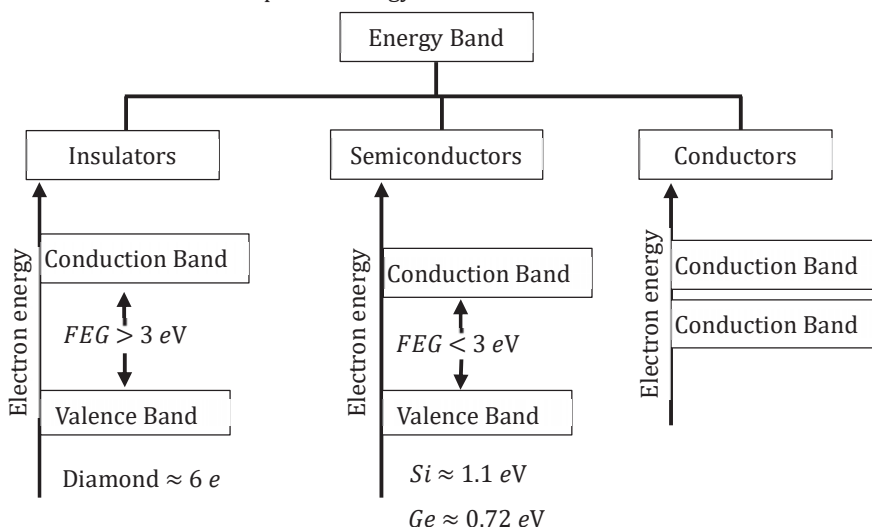 Energy Band
Insulators
Semiconductors
Conductors
Electron energy
Conduction Band
FEG > 3 eV
Valence Band
Diamond ≈ 6 e
Electron energy
Conduction Band
FEG < 3 eV
Valence Band
Si ≈ 1.1 eV
Ge ≈ 0.72 eV
Electron energy
Conduction Band
Conduction Band